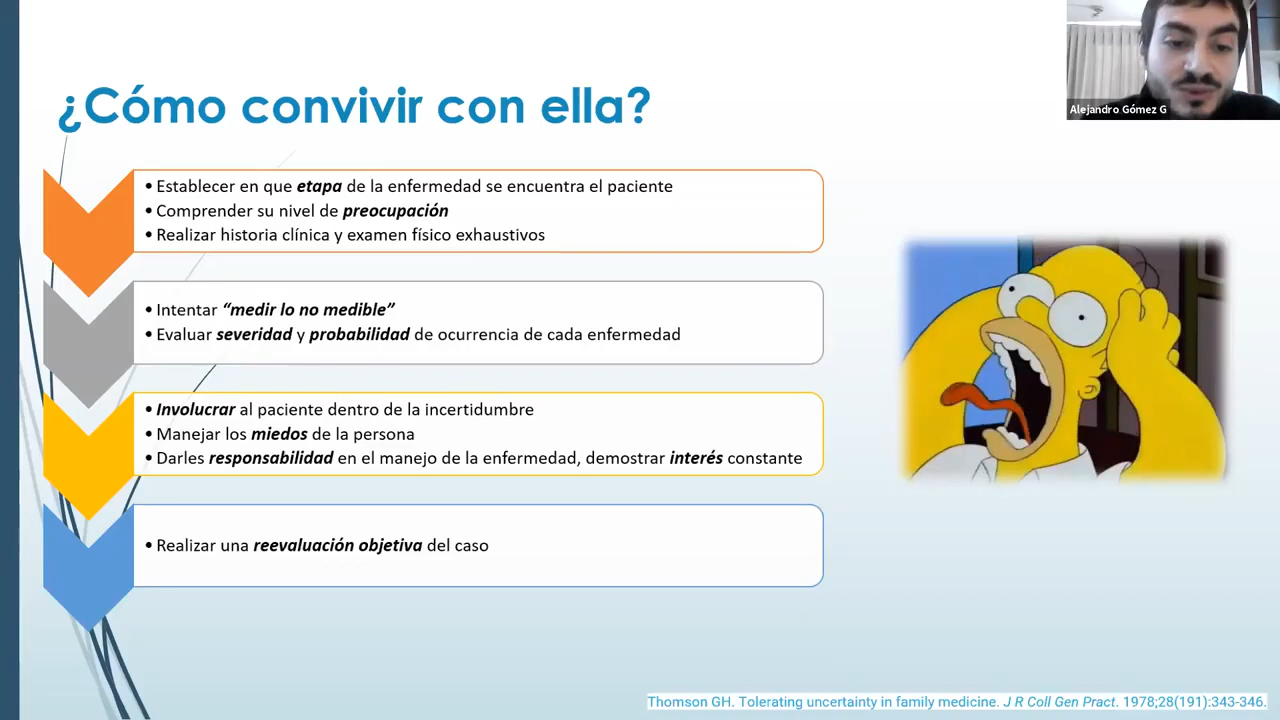 Alejandro Gómez G
¿Cómo convivir con ella?
• Establecer en que etapa de la enfermedad se encuentra el paciente
• Comprender su nivel de preocupación
• Realizar historia clínica y examen físico exhaustivos
• Intentar “medir lo no medible”
• Evaluar severidad y probabilidad de ocurrencia de cada enfermedad
• Involucrar al paciente dentro de la incertidumbre
• Manejar los miedos de la persona
• Darles responsabilidad en el manejo de la enfermedad, demostrar interés constante
• Realizar una reevaluación objetiva del caso
Thomson GH. Tolerating uncertainty in family medicine. J R Coll Gen Pract. 1978;28(191):343-346.